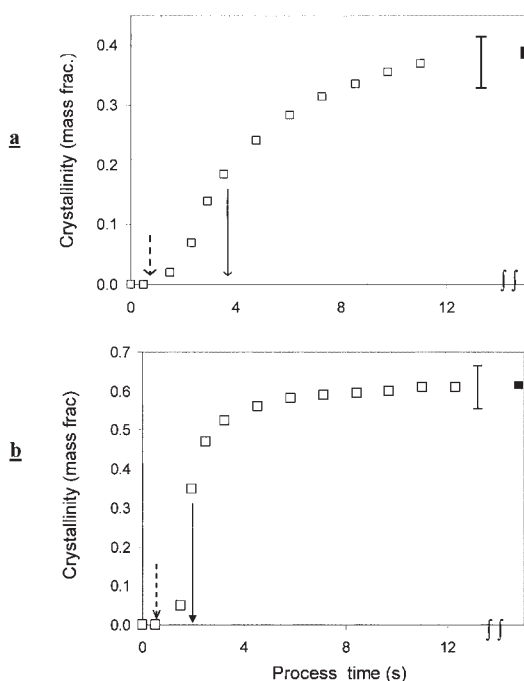 a
Crystallinity (mass frac.)
0.4
0.3
0.2
0.1
0.0
0 4 8 12
∫∫
b
Crystallinity (mass frac)
0.7
0.6
0.5
0.4
0.3
0.2
0.1
0.0
0 4 8 12
∫∫
Process time (s)